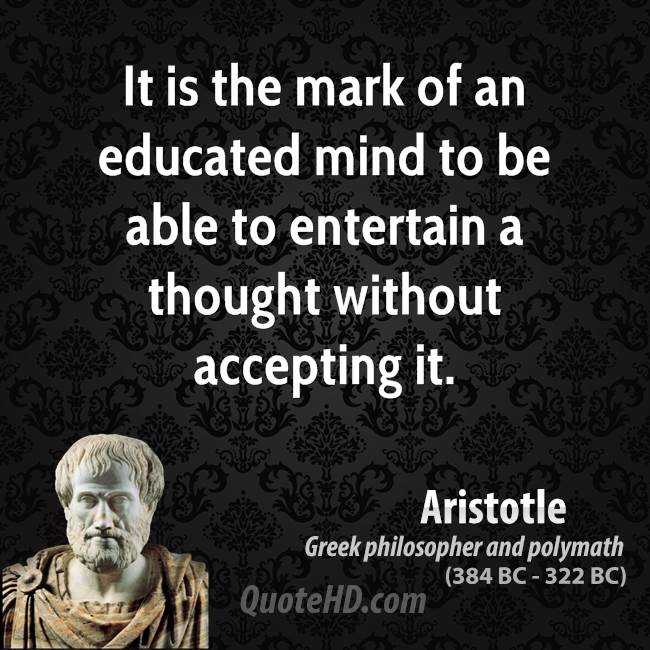 It is the mark of an
educated mind to be
able to entertain a
thought without
accepting it.
Aristotle
Greek philosopher and polymath
(384 BC - 322 BC)
QuoteHD.com